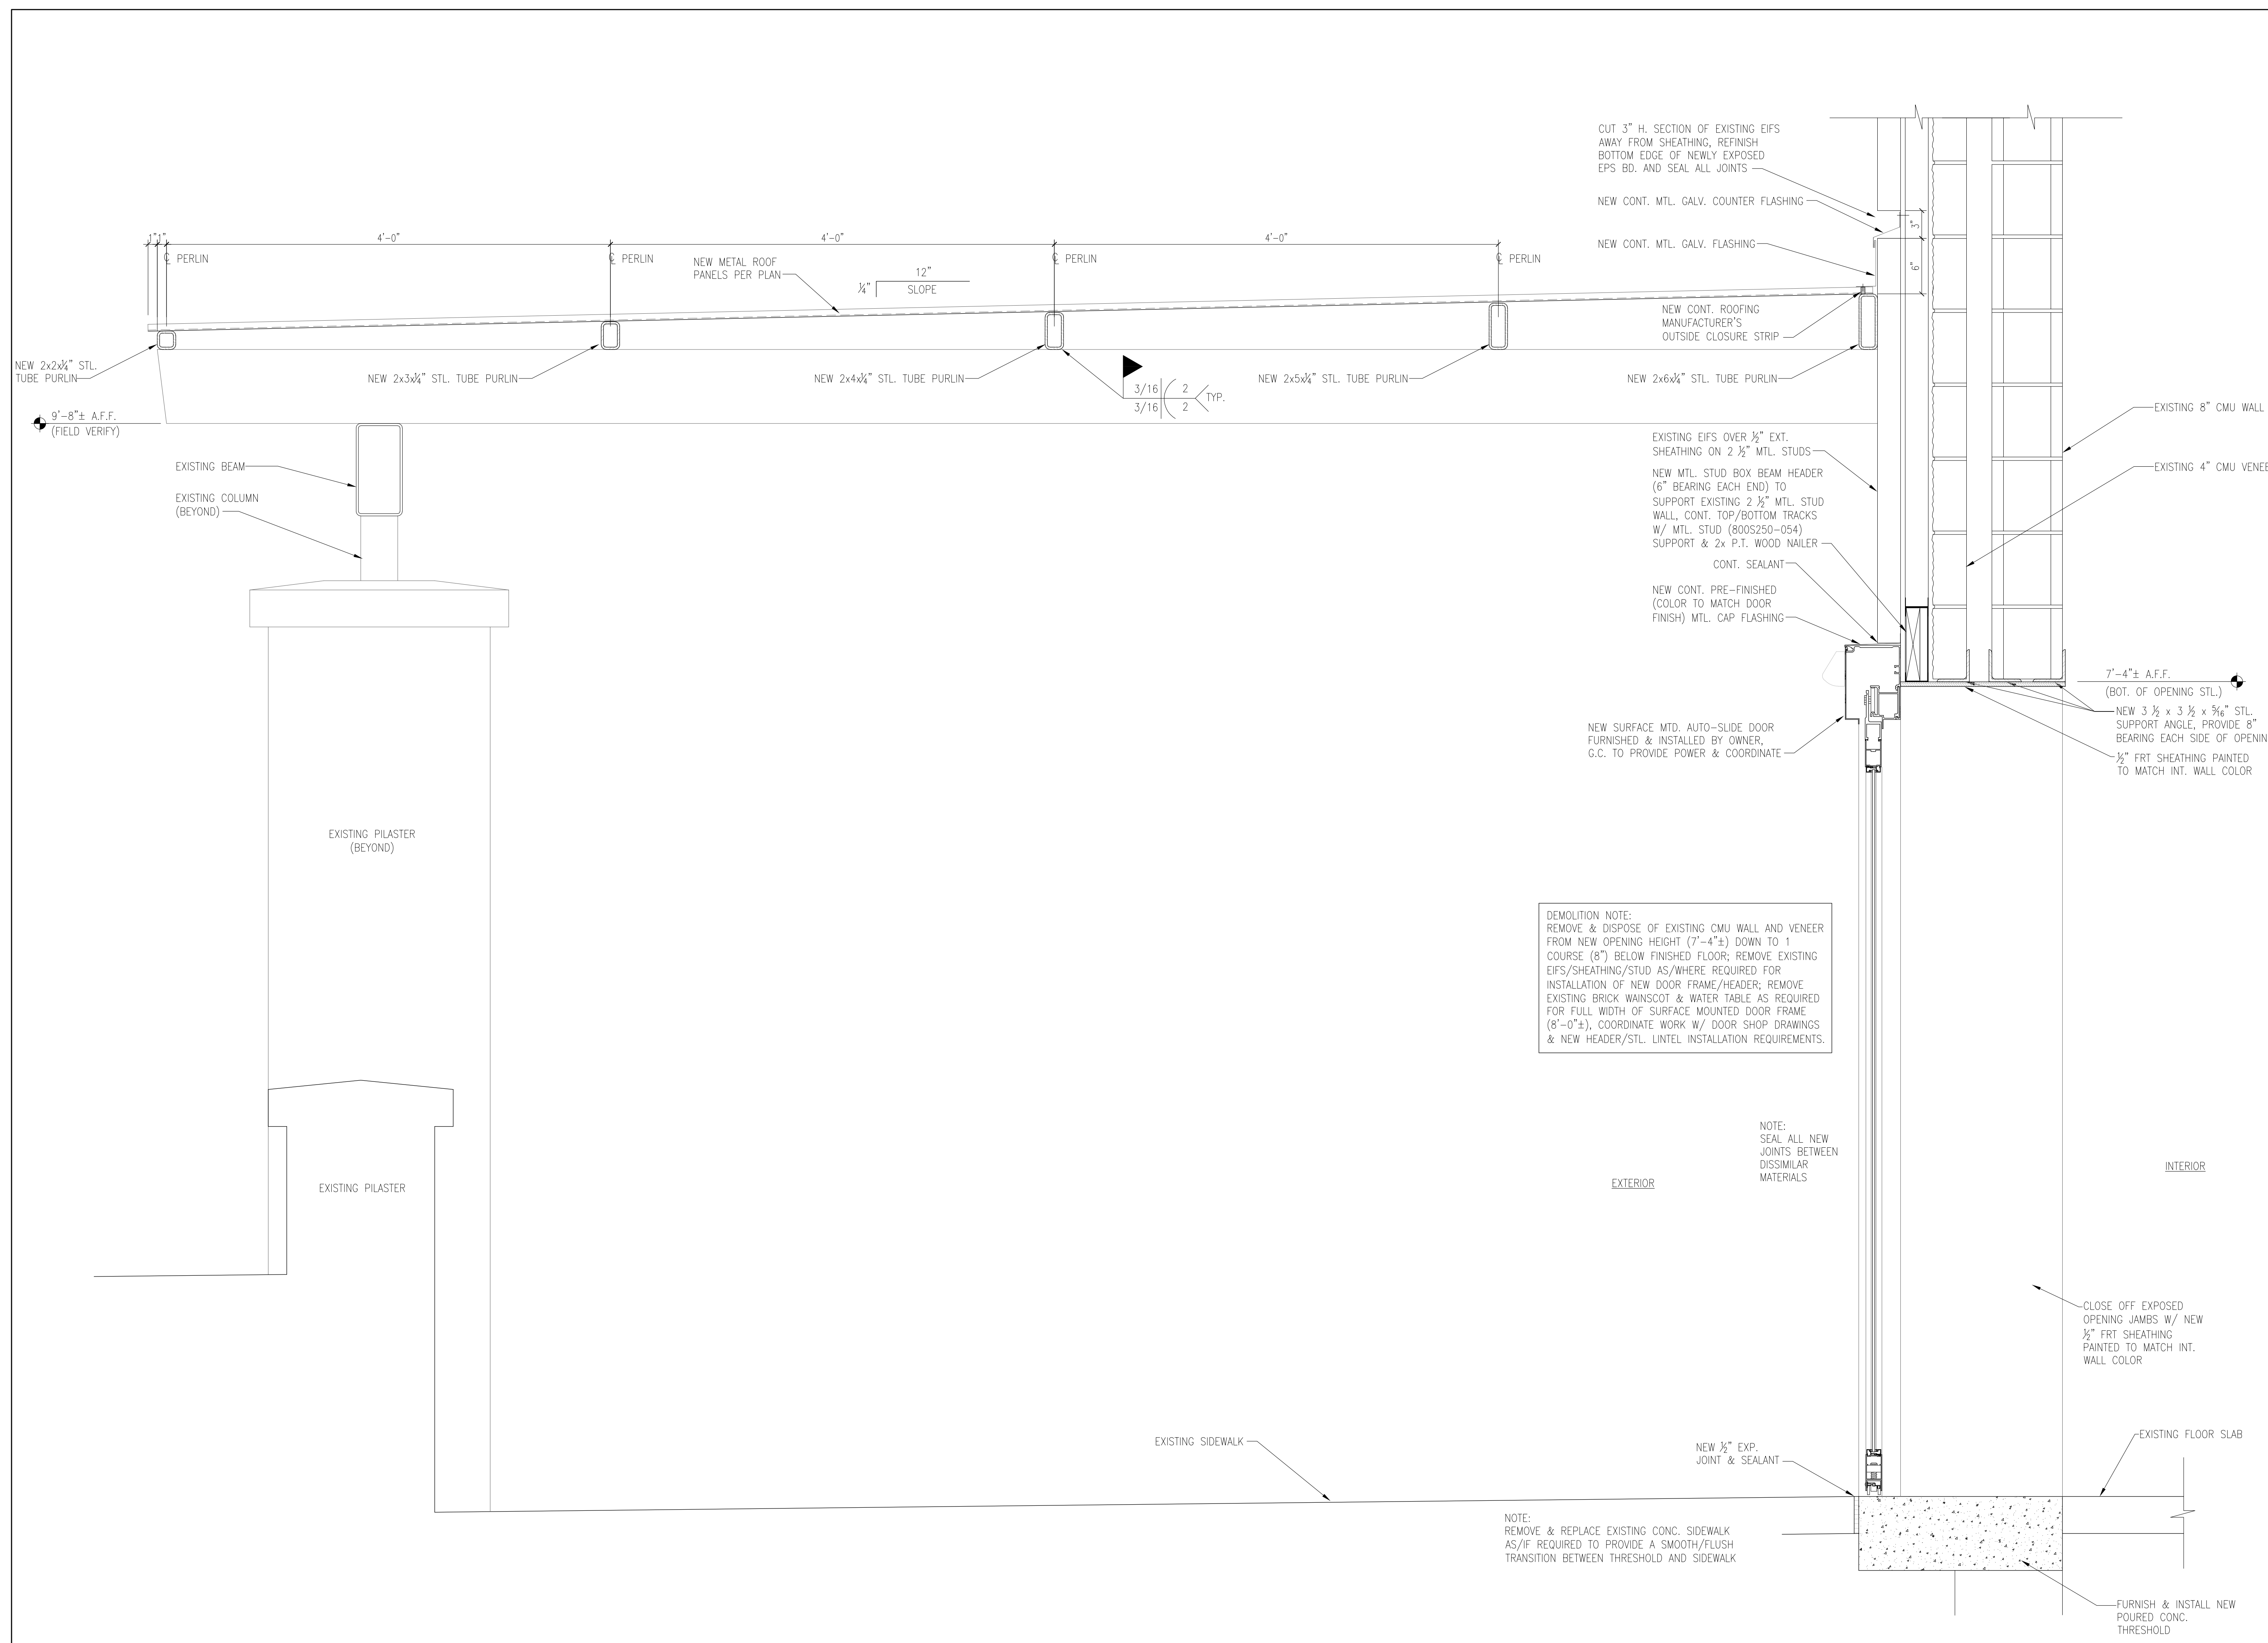 CUT 3" H. SECTION OF EXISTING EIFS
AWAY FROM SHEATHING, REFINISH
BOTTOM EDGE OF NEWLY EXPOSED
EPS BD. AND SEAL ALL JOINTS
NEW CONT. MTL. GALV. COUNTER FLASHING
NEW CONT. MTL. GALV. FLASHING
3"
6"
1"
1"
4'-0"
4'-0"
4'-0"
℄ PERLIN
℄ PERLIN
℄ PERLIN
℄ PERLIN
NEW METAL ROOF
PANELS PER PLAN
12"
¼"
SLOPE
NEW CONT. ROOFING
MANUFACTURER'S
OUTSIDE CLOSURE STRIP
NEW 2x2x¼" STL.
TUBE PURLIN
NEW 2x3x¼" STL. TUBE PURLIN
NEW 2x4x¼" STL. TUBE PURLIN
NEW 2x5x¼" STL. TUBE PURLIN
NEW 2x6x¼" STL. TUBE PURLIN
3/16 2
3/16 2
TYP.
9'-8"± A.F.F.
(FIELD VERIFY)
EXISTING BEAM
EXISTING COLUMN
(BEYOND)
EXISTING 8" CMU WALL
EXISTING 4" CMU
EXISTING EIFS OVER ½" EXT.
SHEATHING ON 2 ½" MTL. STUDS
NEW MTL. STUD BOX BEAM HEADER
(6" BEARING EACH END) TO
SUPPORT EXISTING 2 ½" MTL. STUD
WALL, CONT. TOP/BOTTOM TRACKS
W/ MTL. STUD (800S250-054)
SUPPORT & 2x P.T. WOOD NAILER
CONT. SEALANT
NEW CONT. PRE-FINISHED
(COLOR TO MATCH DOOR
FINISH) MTL. CAP FLASHING
7'-4"± A.F.F.
(BOT. OF OPENING STL.)
NEW 3 ½ x 3 ½ x 5⁄16" STL.
SUPPORT ANGLE, PROVIDE 8"
BEARING EACH SIDE OF OPENIN
½" FRT SHEATHING PAINTED
TO MATCH INT. WALL COLOR
NEW SURFACE MTD. AUTO-SLIDE DOOR
FURNISHED & INSTALLED BY OWNER,
G.C. TO PROVIDE POWER & COORDINATE
EXISTING PILASTER
(BEYOND)
DEMOLITION NOTE:
REMOVE & DISPOSE OF EXISTING CMU WALL AND VENEER
FROM NEW OPENING HEIGHT (7'-4"±) DOWN TO 1
COURSE (8") BELOW FINISHED FLOOR; REMOVE EXISTING
EIFS/SHEATHING/STUD AS/WHERE REQUIRED FOR
INSTALLATION OF NEW DOOR FRAME/HEADER; REMOVE
EXISTING BRICK WAINSCOT & WATER TABLE AS REQUIRED
FOR FULL WIDTH OF SURFACE MOUNTED DOOR FRAME
(8'-0"±), COORDINATE WORK W/ DOOR SHOP DRAWINGS
& NEW HEADER/STL. LINTEL INSTALLATION REQUIREMENTS.
NOTE:
SEAL ALL NEW
JOINTS BETWEEN
DISSIMILAR
MATERIALS
EXTERIOR
INTERIOR
EXISTING PILASTER
CLOSE OFF EXPOSED
OPENING JAMBS W/ NEW
½" FRT SHEATHING
PAINTED TO MATCH INT.
WALL COLOR
EXISTING SIDEWALK
NEW ½" EXP.
JOINT & SEALANT
EXISTING FLOOR SLAB
NOTE:
REMOVE & REPLACE EXISTING CONC. SIDEWALK
AS/IF REQUIRED TO PROVIDE A SMOOTH/FLUSH
TRANSITION BETWEEN THRESHOLD AND SIDEWALK
FURNISH & INSTALL NEW
POURED CONC.
THRESHOLD